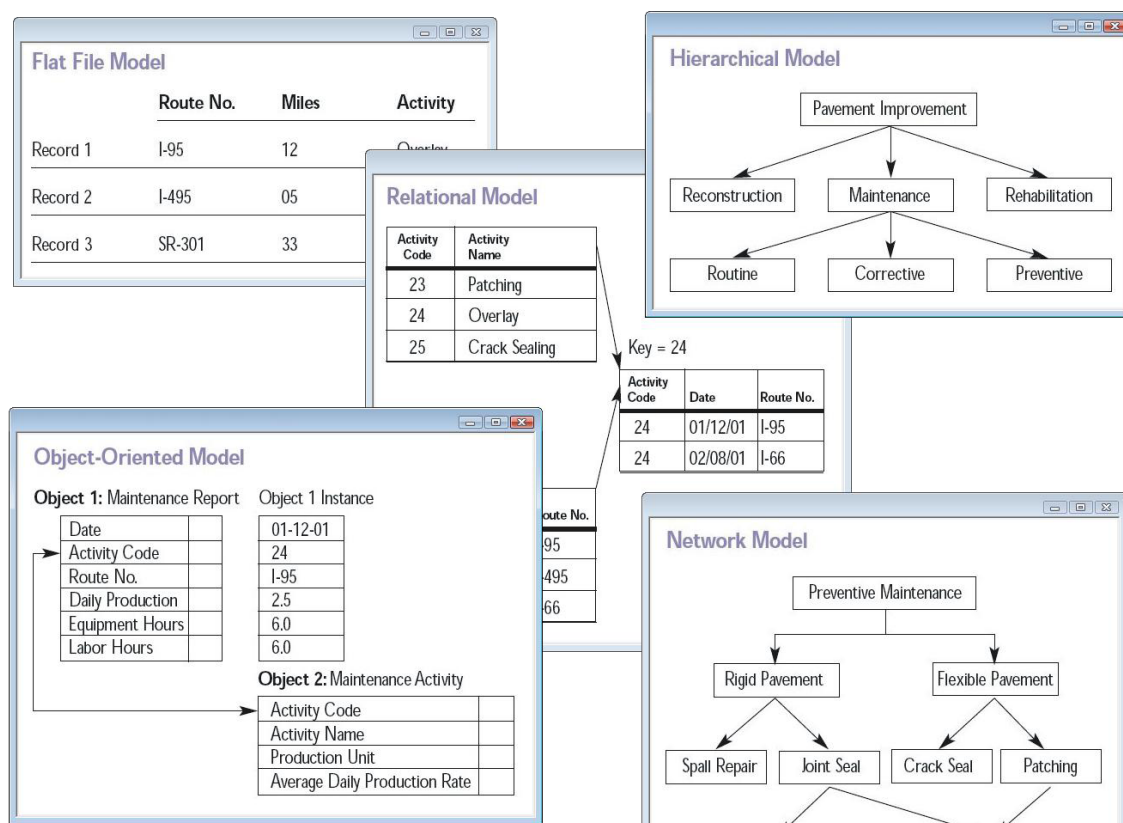 Flat File Model
Route No. Miles Activity
Record 1 I-95 12 Overlay
Record 2 I-495 05
Record 3 SR-301 33
Hierarchical Model
Pavement Improvement
Reconstruction Maintenance Rehabilitation
Routine Corrective Preventive
Relational Model
Activity Code Activity Name
23 Patching
24 Overlay
25 Crack Sealing
Key = 24
Activity Code Date Route No.
24 01/12/01 I-95
24 02/08/01 I-66
oute No.
-95
-495
-66
Object-Oriented Model
Object 1: Maintenance Report Object 1 Instance
Date 01-12-01
Activity Code 24
Route No. I-95
Daily Production 2.5
Equipment Hours 6.0
Labor Hours 6.0
Object 2: Maintenance Activity
Activity Code
Activity Name
Production Unit
Average Daily Production Rate
Network Model
Preventive Maintenance
Rigid Pavement Flexible Pavement
Spall Repair Joint Seal Crack Seal Patching